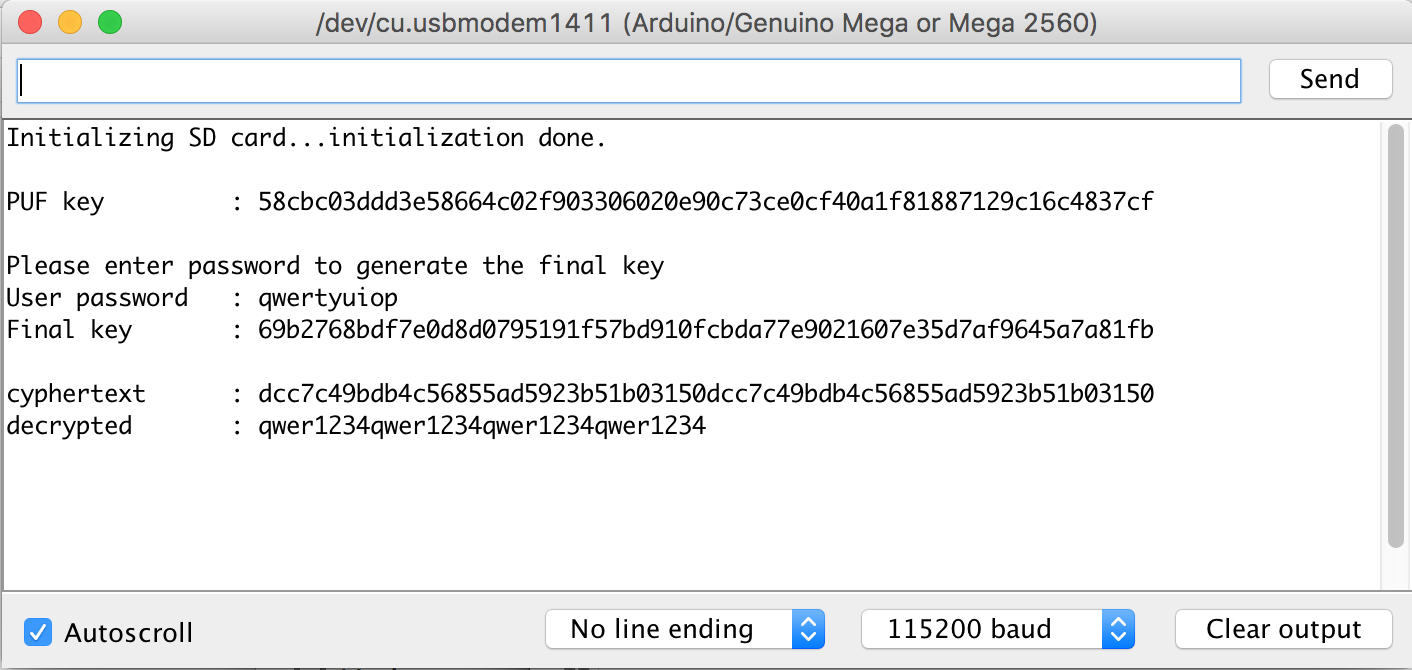 /dev/cu.usbmodem1411 (Arduino/Genuino Mega or Mega 2560)
Send
Initializing SD card...initialization done.
PUF key : 58cbc03ddd3e58664c02f903306020e90c73ce0cf40a1f81887129c16c4837cf
Please enter password to generate the final key
User password : qwertyuiop
Final key : 69b2768bdf7e0d8d0795191f57bd910fcbda77e9021607e35d7af9645a7a81fb
cyphertext : dcc7c49bdb4c56855ad5923b51b03150dcc7c49bdb4c56855ad5923b51b03150
decrypted : qwer1234qwer1234qwer1234qwer1234
Autoscroll
No line ending
115200 baud
Clear output